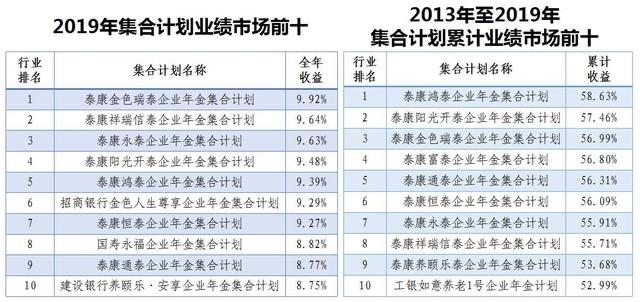 2019年集合计划业绩市场前十
行业排名 集合计划名称 全年收益
1 泰康金色瑞泰企业年金集合计划 9.92%
2 泰康祥瑞信泰企业年金集合计划 9.64%
3 泰康永泰企业年金集合计划 9.63%
4 泰康阳光开泰企业年金集合计划 9.48%
5 泰康鸿泰企业年金集合计划 9.39%
6 招商银行金色人生尊享企业年金集合计划 9.29%
7 泰康恒泰企业年金集合计划 9.27%
8 国寿永福企业年金集合计划 8.82%
9 泰康通泰企业年金集合计划 8.77%
10 建设银行养颐乐·安享企业年金集合计划 8.75%
2013年至2019年
集合计划累计业绩市场前十
行业排名 集合计划名称 累计收益
1 泰康鸿泰企业年金集合计划 58.63%
2 泰康阳光开泰企业年金集合计划 57.46%
3 泰康金色瑞泰企业年金集合计划 56.99%
4 泰康富泰企业年金集合计划 56.80%
5 泰康通泰企业年金集合计划 56.31%
6 泰康恒泰企业年金集合计划 56.09%
7 泰康永泰企业年金集合计划 55.91%
8 泰康祥瑞信泰企业年金集合计划 55.71%
9 泰康养颐乐泰企业年金集合计划 53.68%
10 工银如意养老1号企业年金计划 52.99%